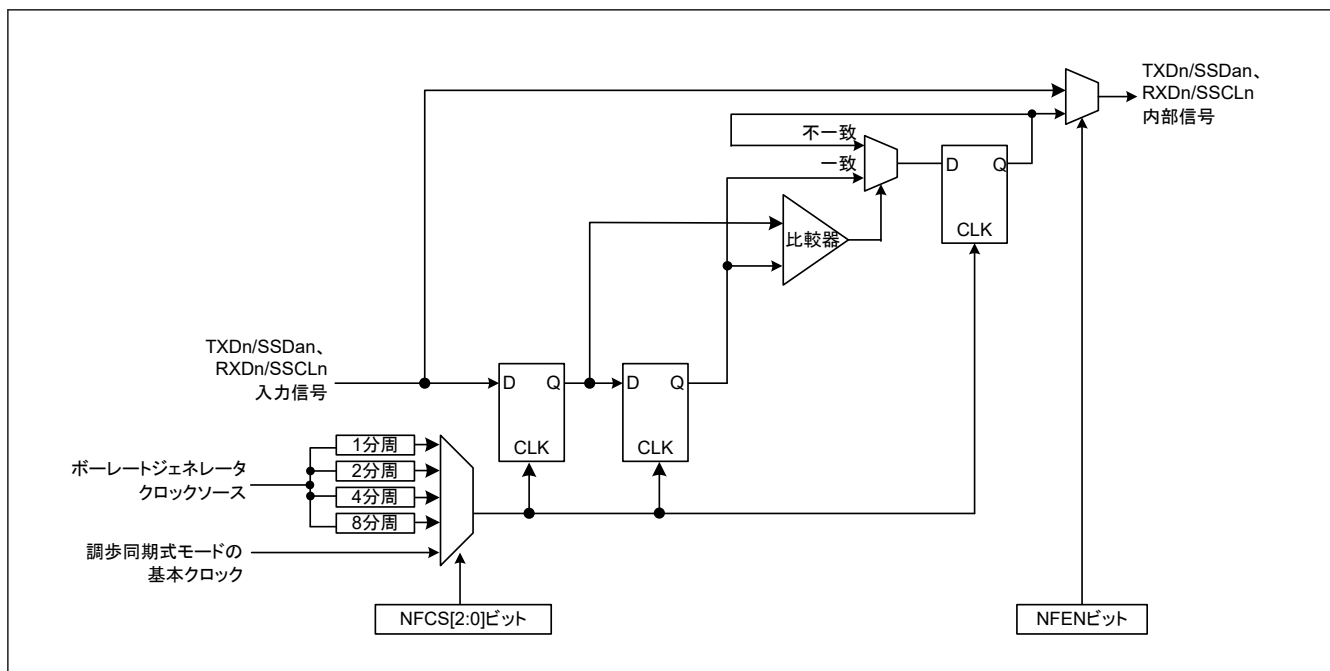 TXDn/SSDan、
RXDn/SSCLn
内部信号
不一致
一致
D
Q
CLK
比較器
TXDn/SSDan、
RXDn/SSCLn
入力信号
D
Q
CLK
D
Q
CLK
ボーレートジェネレータ
クロックソース
1分周
2分周
4分周
8分周
調歩同期式モードの
基本クロック
NFCS[2:0]ビット
NFENビット